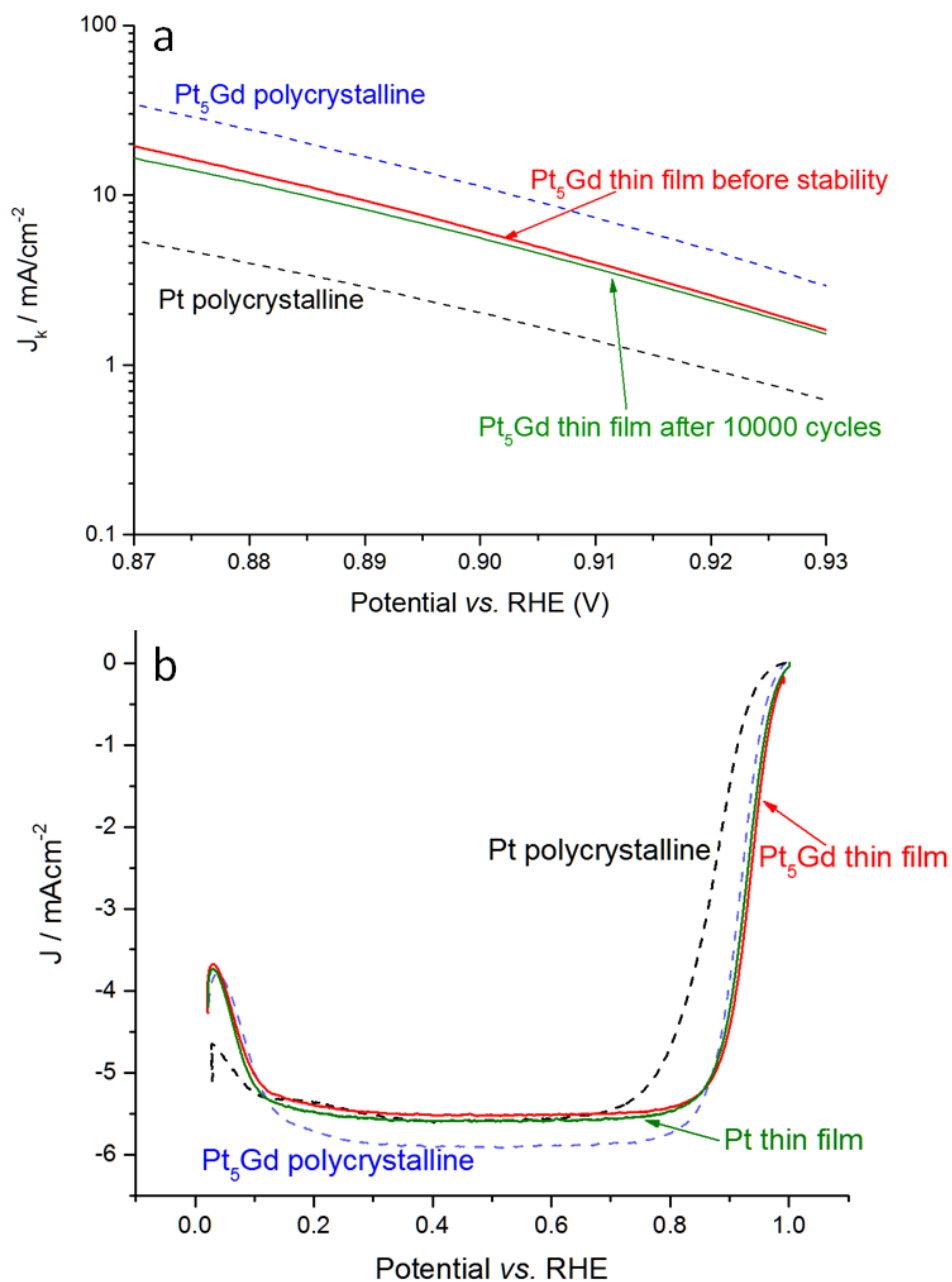 a
100
Pt₅Gd polycrystalline
Pt₅Gd thin film before stability
10
J_k / mA/cm⁻²
Pt polycrystalline
1
Pt₅Gd thin film after 10000 cycles
0.1
0.87 0.88 0.89 0.90 0.91 0.92 0.93
Potential vs. RHE (V)
b
0
-1
-2
Pt polycrystalline
Pt₅Gd thin film
-3
J / mAcm⁻²
-4
-5
Pt thin film
Pt₅Gd polycrystalline
-6
0.0 0.2 0.4 0.6 0.8 1.0
Potential vs. RHE